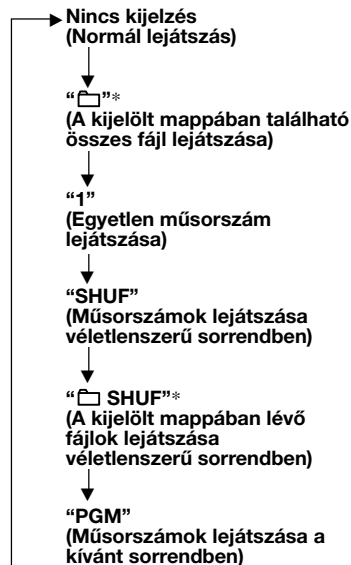 Nincs kijelzés
(Normál lejátszás)
“🗀”*
(A kijelölt mappában található
összes fájl lejátszása)
“1”
(Egyetlen műsorszám
lejátszása)
“SHUF”
(Műsorszámok lejátszása
véletlenszerű sorrendben)
“🗀 SHUF”*
(A kijelölt mappában lévő
fájlok lejátszása
véletlenszerű sorrendben)
“PGM”
(Műsorszámok lejátszása a
kívánt sorrendben)